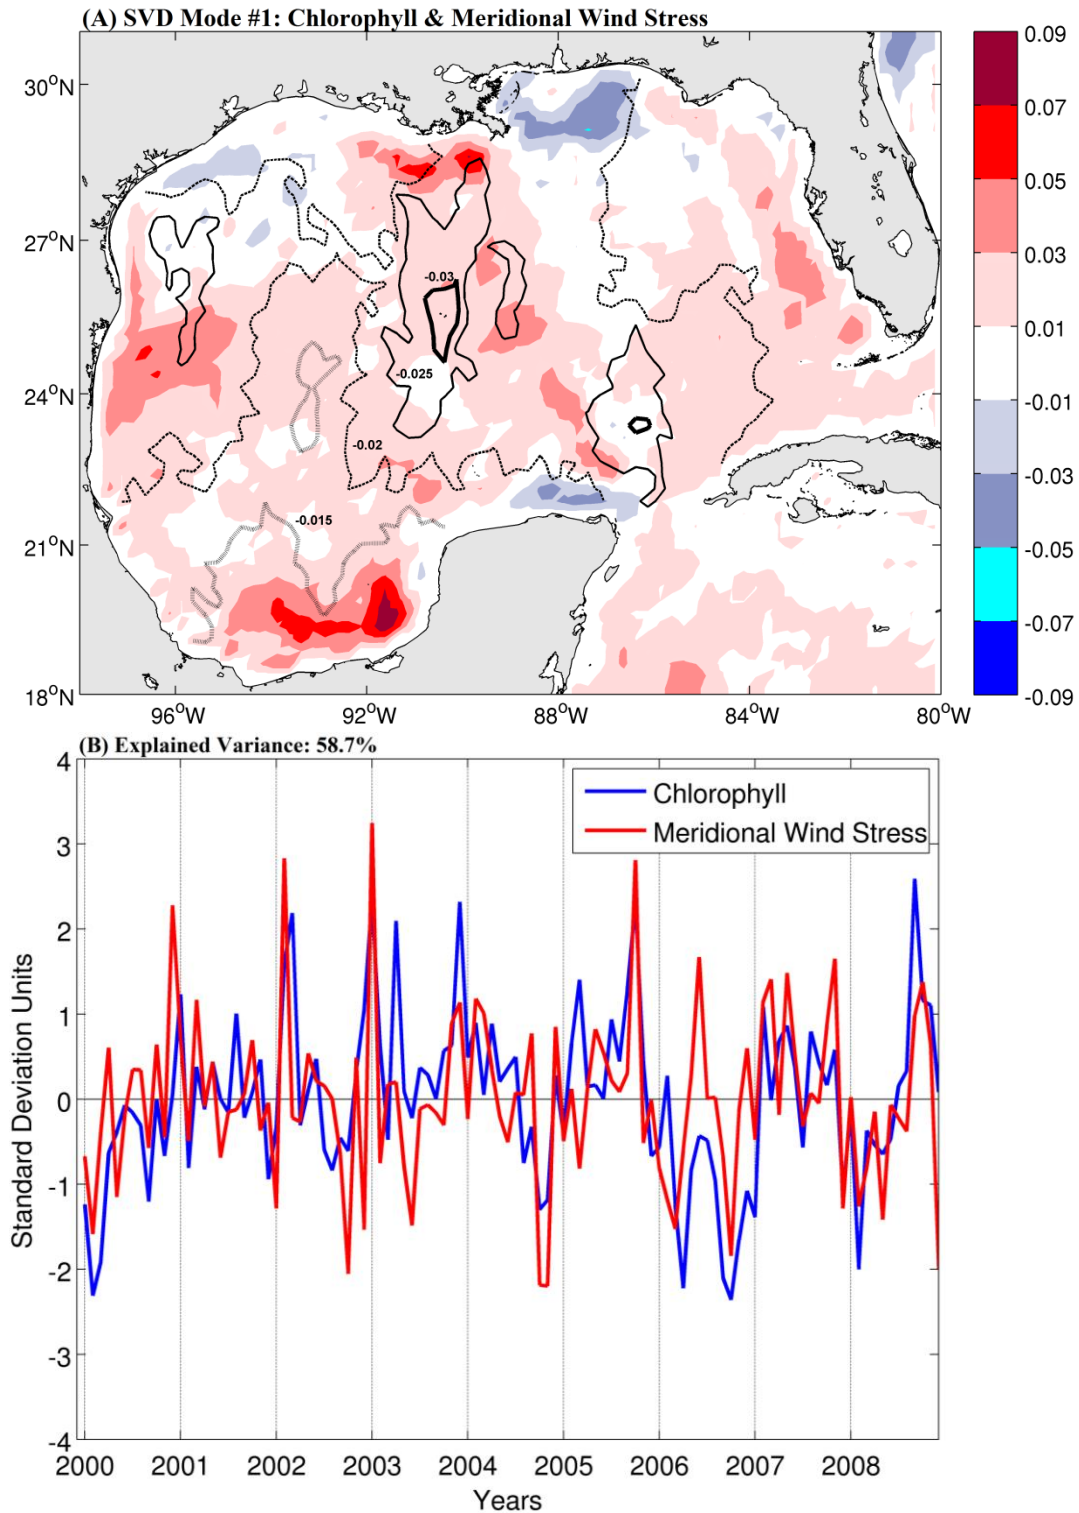 (A) SVD Mode #1: Chlorophyll & Meridional Wind Stress
30°N
27°N
24°N
21°N
18°N
96°W
92°W
88°W
84°W
80°W
-0.03
-0.025
-0.02
-0.015
0.09
0.07
0.05
0.03
0.01
-0.01
-0.03
-0.05
-0.07
-0.09
(B) Explained Variance: 58.7%
Chlorophyll
Meridional Wind Stress
Standard Deviation Units
4
3
2
1
0
-1
-2
-3
-4
2000
2001
2002
2003
2004
2005
2006
2007
2008
Years